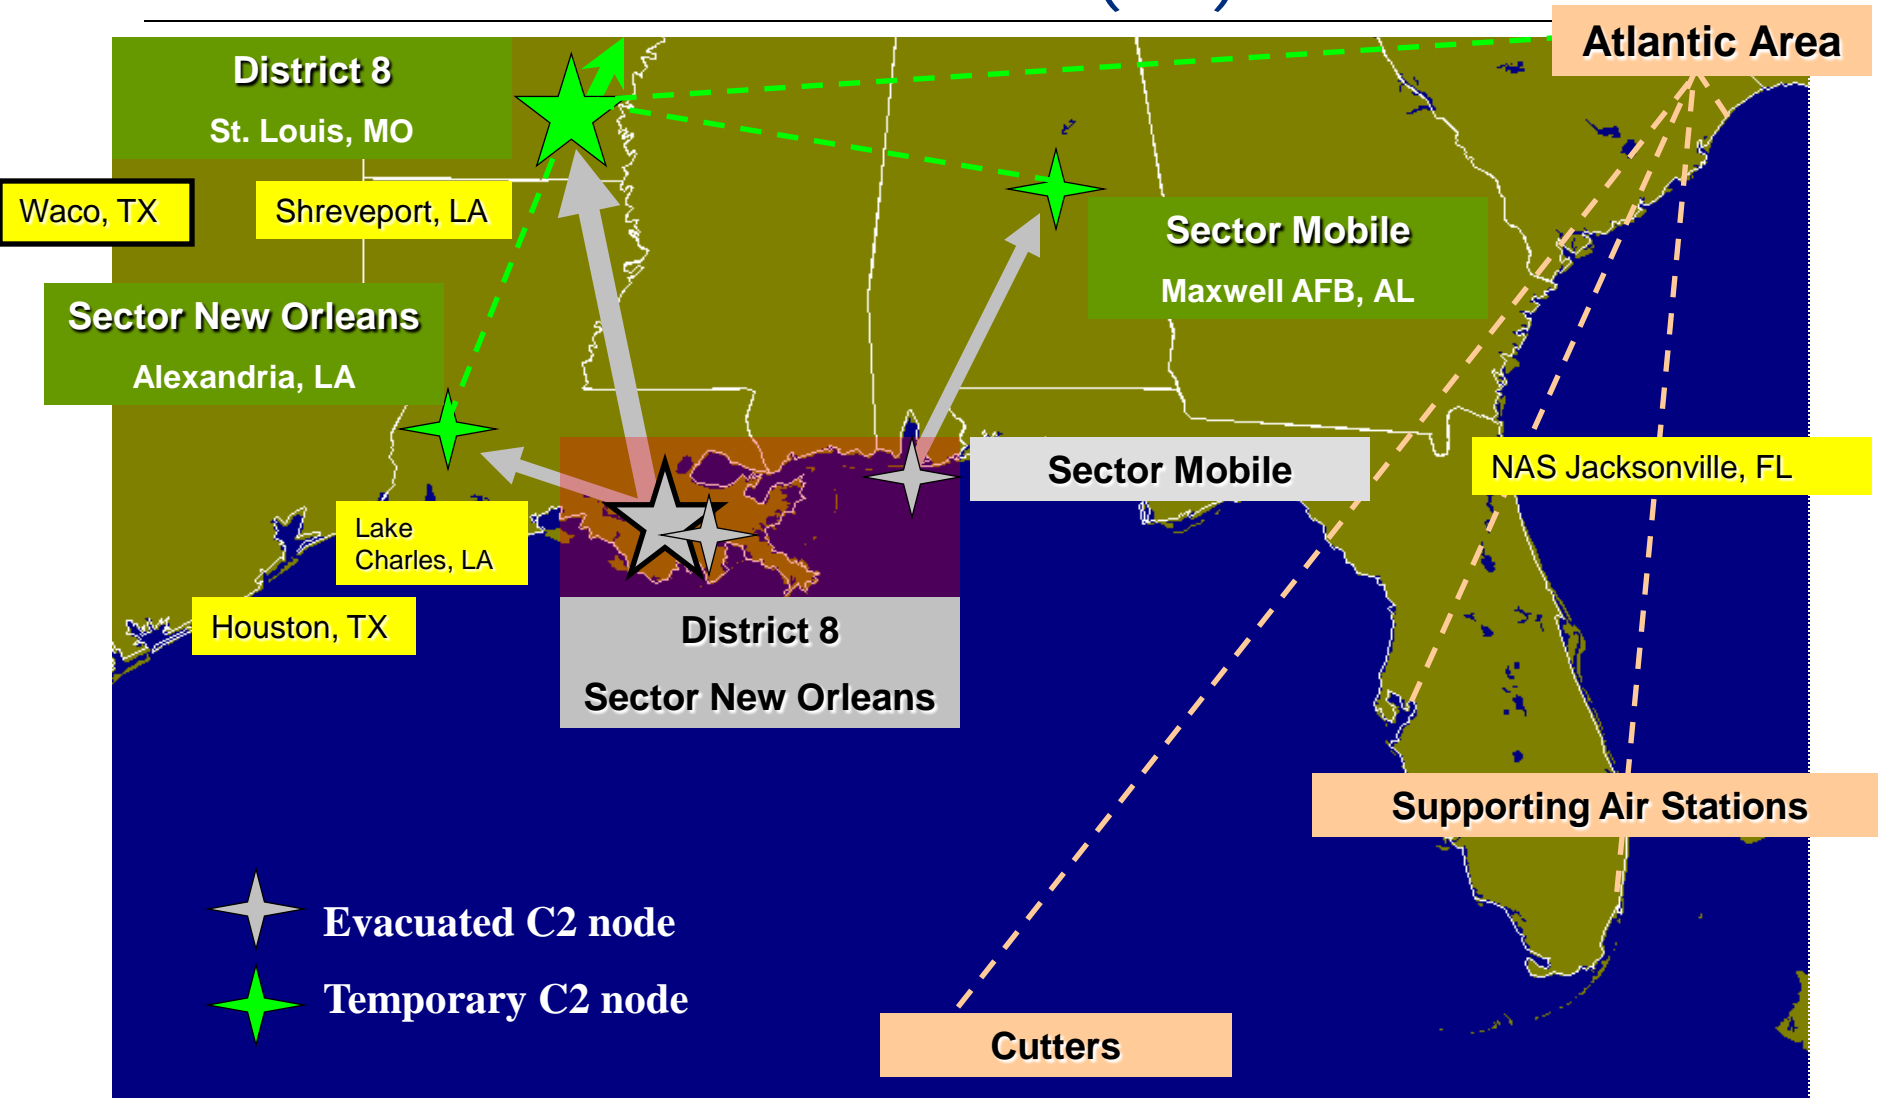 Atlantic Area
District 8
St. Louis, MO
Waco, TX
Shreveport, LA
Sector Mobile
Maxwell AFB, AL
Sector New Orleans
Alexandria, LA
Sector Mobile
NAS Jacksonville, FL
Lake
Charles, LA
Houston, TX
District 8
Sector New Orleans
Supporting Air Stations
Evacuated C2 node
Temporary C2 node
Cutters